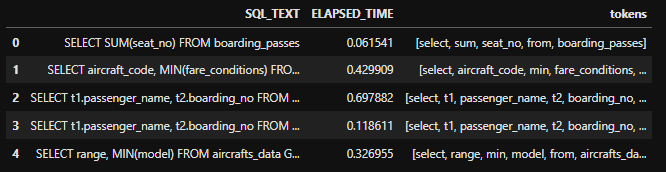 SQL_TEXT ELAPSED_TIME tokens
0 SELECT SUM(seat_no) FROM boarding_passes 0.061541 [select, sum, seat_no, from, boarding_passes]
1 SELECT aircraft_code, MIN(fare_conditions) FRO... 0.429909 [select, aircraft_code, min, fare_conditions, ...
2 SELECT t1.passenger_name, t2.boarding_no FROM ... 0.697882 [select, t1, passenger_name, t2, boarding_no, ...
3 SELECT t1.passenger_name, t2.boarding_no FROM ... 0.118611 [select, t1, passenger_name, t2, boarding_no, ...
4 SELECT range, MIN(model) FROM aircrafts_data G... 0.326955 [select, range, min, model, from, aircrafts_da...